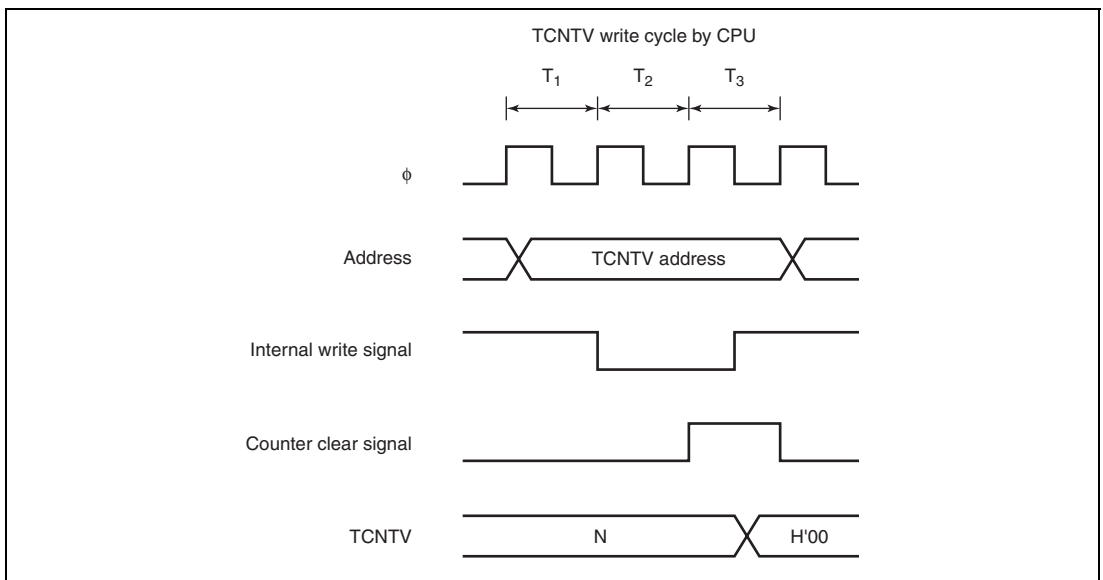 TCNTV write cycle by CPU
T1 T2 T3
φ
Address TCNTV address
Internal write signal
Counter clear signal
TCNTV N H'00